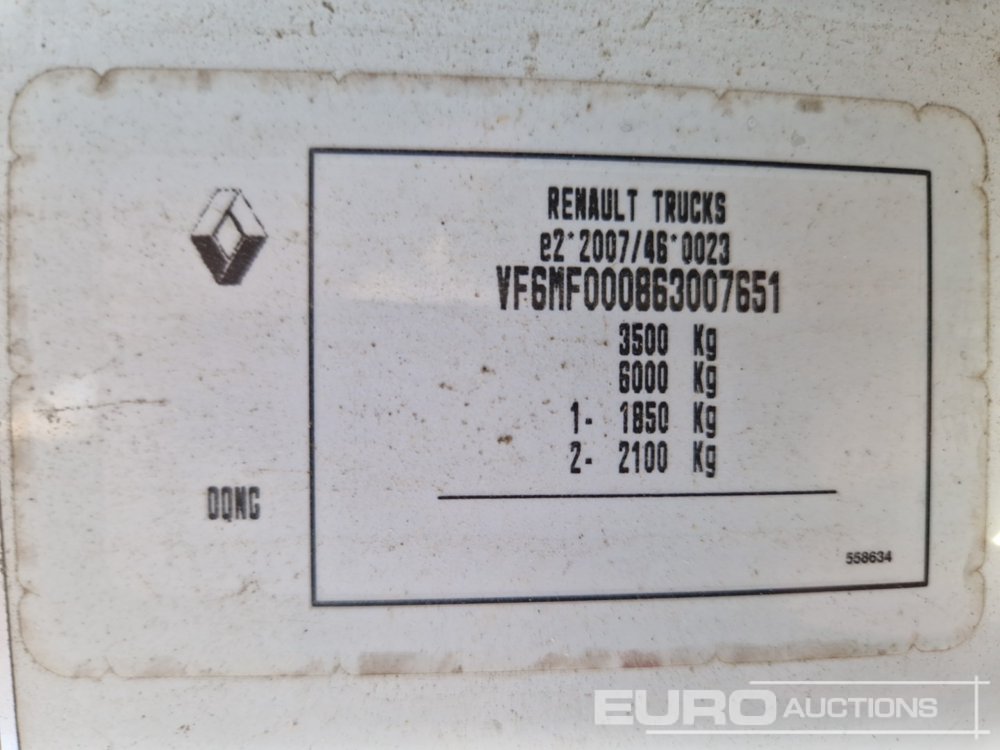 RENAULT TRUCKS
e2*2007/46*0023
VF6MF000863007651
3500 Kg
6000 Kg
1- 1850 Kg
2- 2100 Kg
DQNG
558634
EURO AUCTIONS